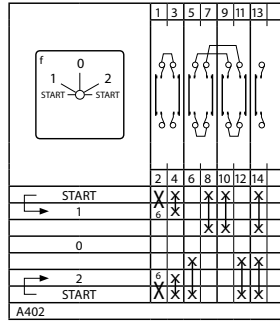 1 3 5 7 9 11 13
f
0
1 2
START START
2 4 6 8 10 12 14
START X X X X X
6
1 X
X X X
0
X X X
6
2 X
START X X X X X
A402